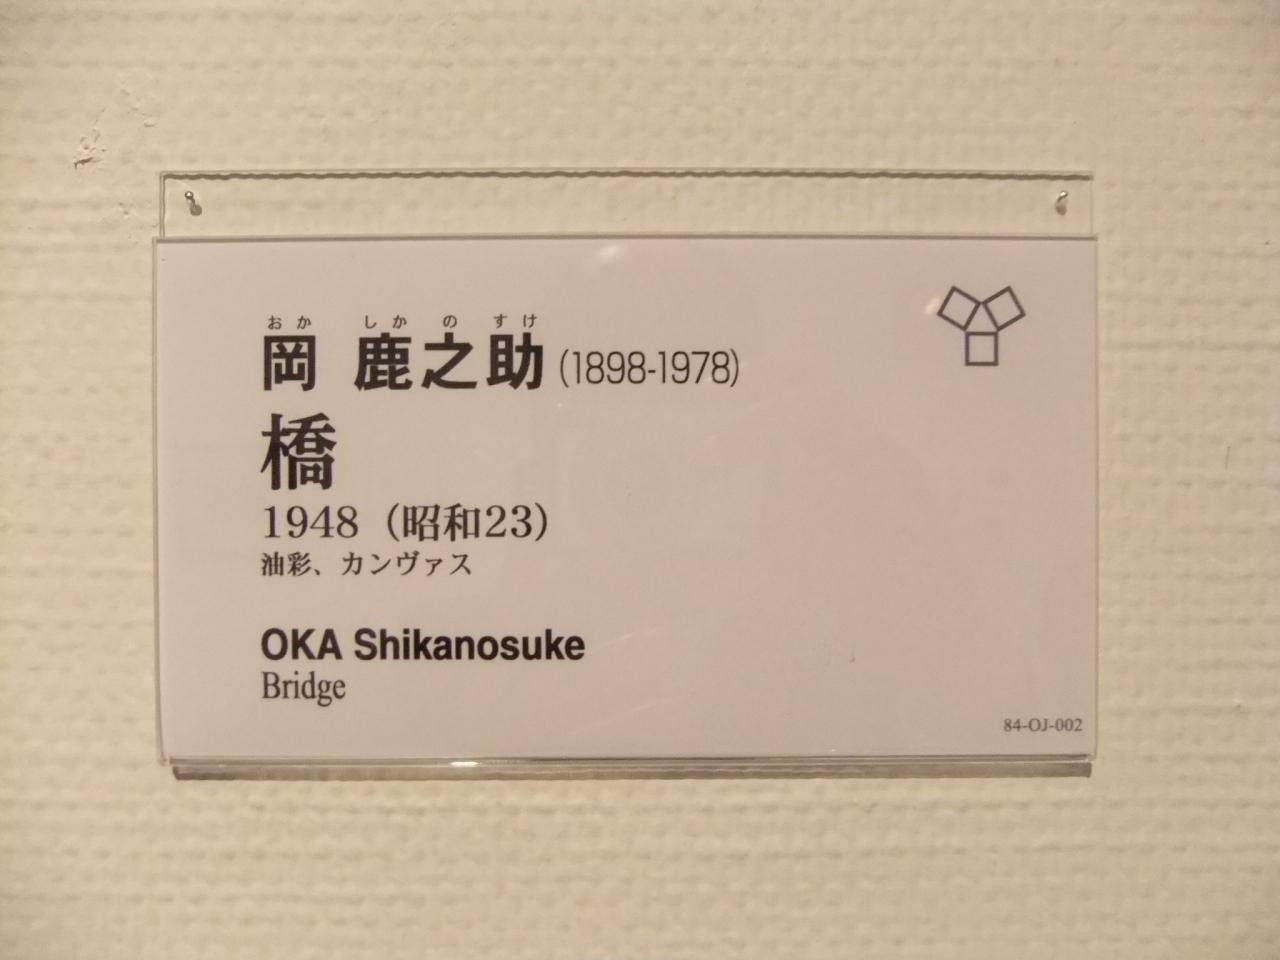 おか しかのすけ
岡 鹿之助 (1898-1978)
橋
1948（昭和23）
油彩、カンヴァス
OKA Shikanosuke
Bridge
84-OJ-002